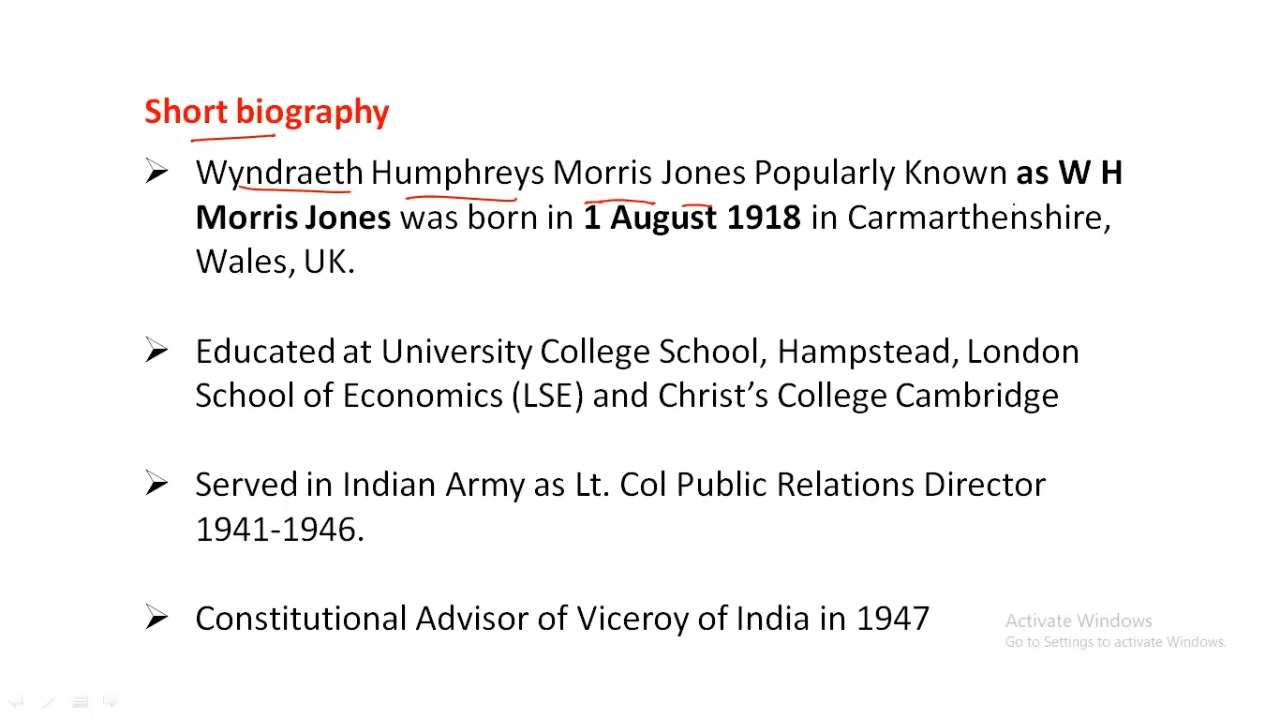 Short biography
➢ Wyndraeth Humphreys Morris Jones Popularly Known as W H
Morris Jones was born in 1 August 1918 in Carmarthenshire,
Wales, UK.
➢ Educated at University College School, Hampstead, London
School of Economics (LSE) and Christ’s College Cambridge
➢ Served in Indian Army as Lt. Col Public Relations Director
1941-1946.
➢ Constitutional Advisor of Viceroy of India in 1947
Activate Windows
Go to Settings to activate Windows.